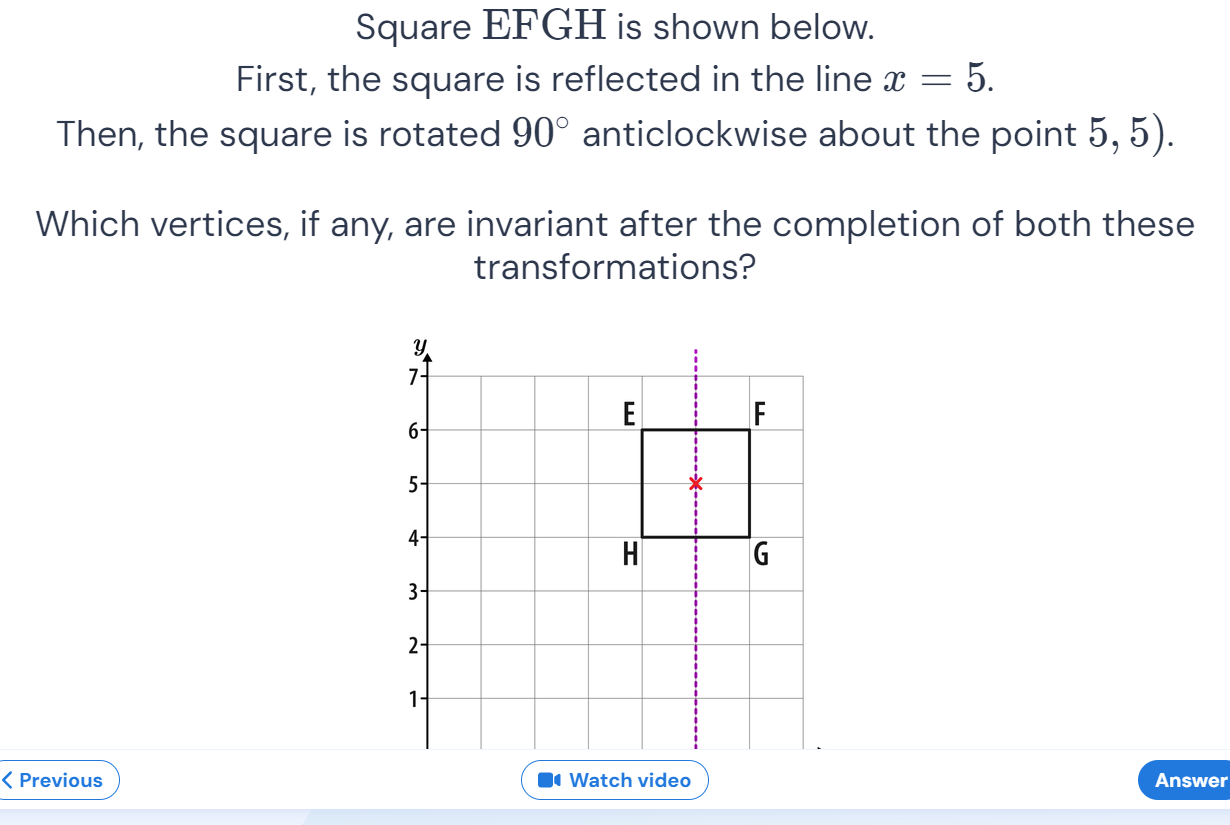 Square EFGH is shown below.
First, the square is reflected in the line x = 5.
Then, the square is rotated 90° anticlockwise about the point 5, 5).
Which vertices, if any, are invariant after the completion of both these
transformations?
y
7
E F
6
5
4
H G
3
2
1
Previous
Watch video
Answer